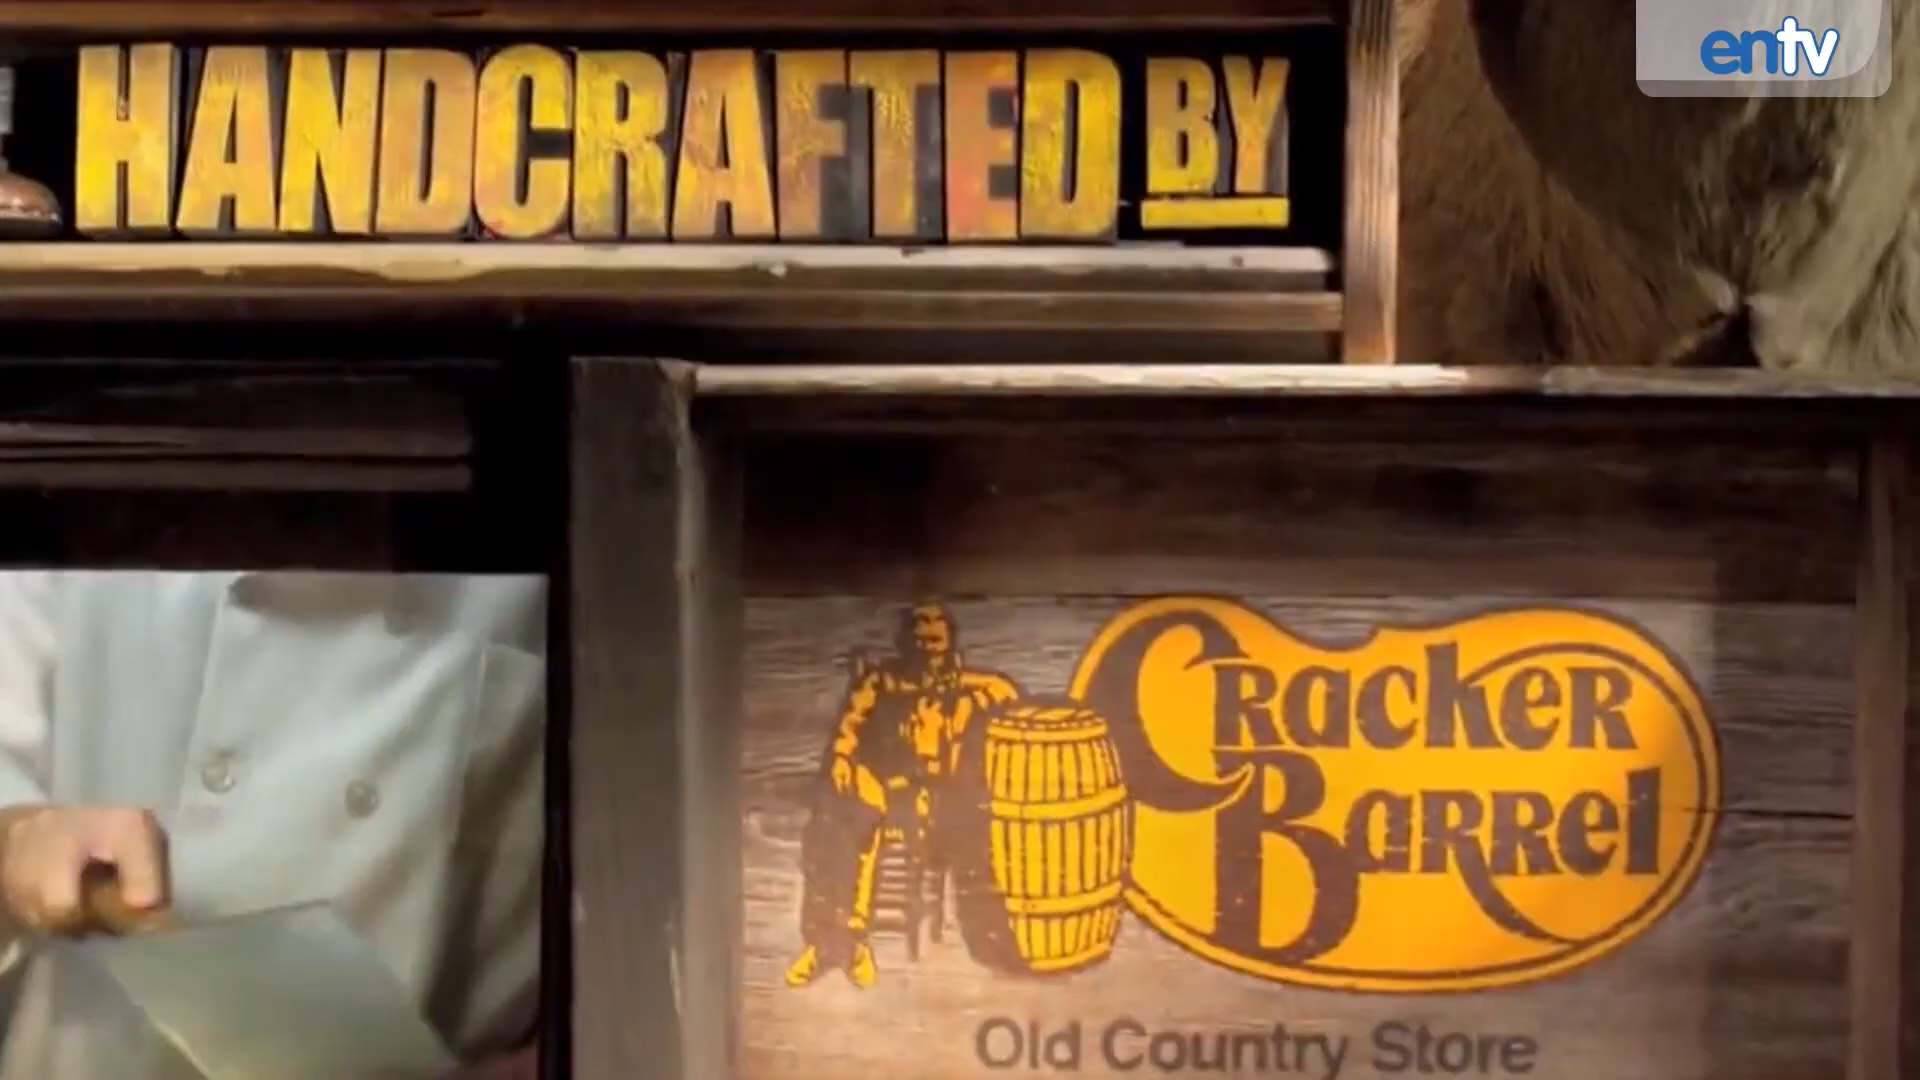 entv
HANDCRAFTED BY
Cracker
Barrel
Old Country Store